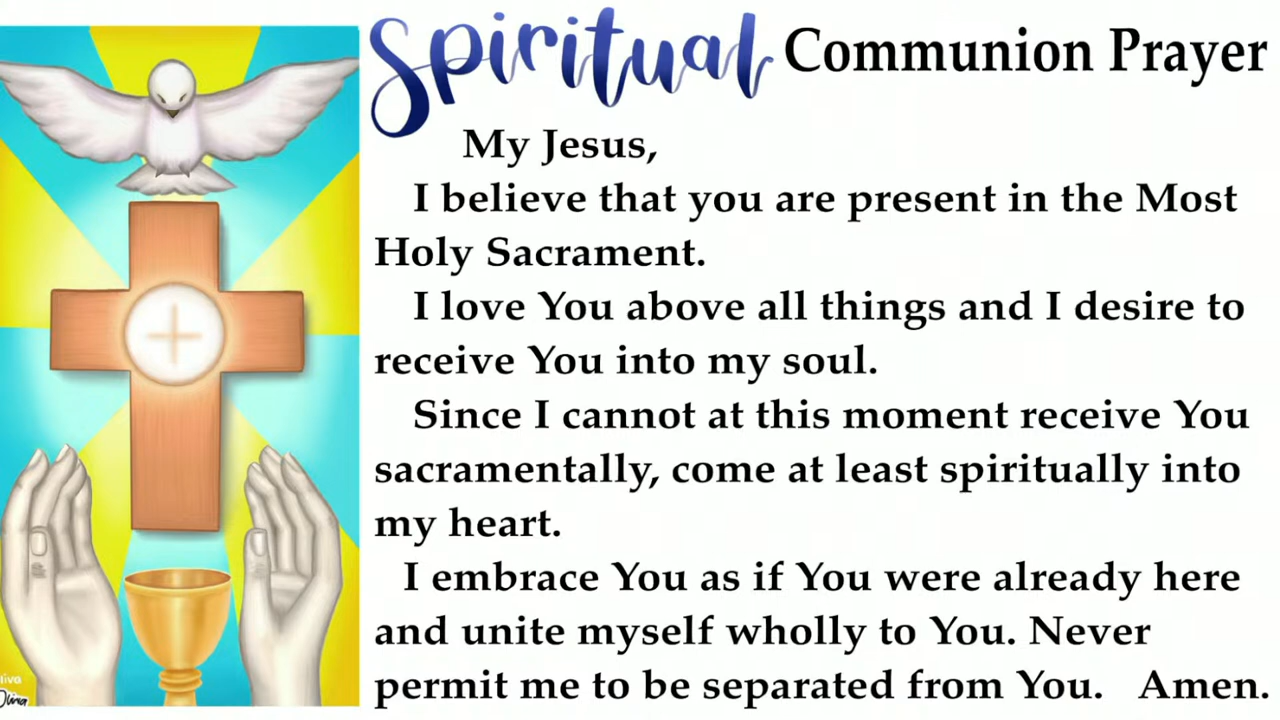 Spiritual Communion Prayer
My Jesus,
I believe that you are present in the Most
Holy Sacrament.
I love You above all things and I desire to
receive You into my soul.
Since I cannot at this moment receive You
sacramentally, come at least spiritually into
my heart.
I embrace You as if You were already here
and unite myself wholly to You. Never
permit me to be separated from You. Amen.
liva
Oliva